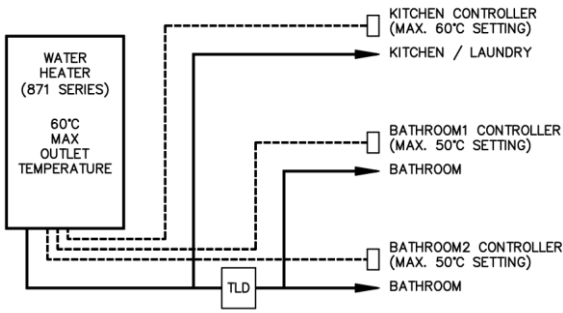 WATER
HEATER
(871 SERIES)
60°C
MAX
OUTLET
TEMPERATURE
KITCHEN CONTROLLER
(MAX. 60°C SETTING)
KITCHEN / LAUNDRY
BATHROOM1 CONTROLLER
(MAX. 50°C SETTING)
BATHROOM
BATHROOM2 CONTROLLER
(MAX. 50°C SETTING)
TLD
BATHROOM